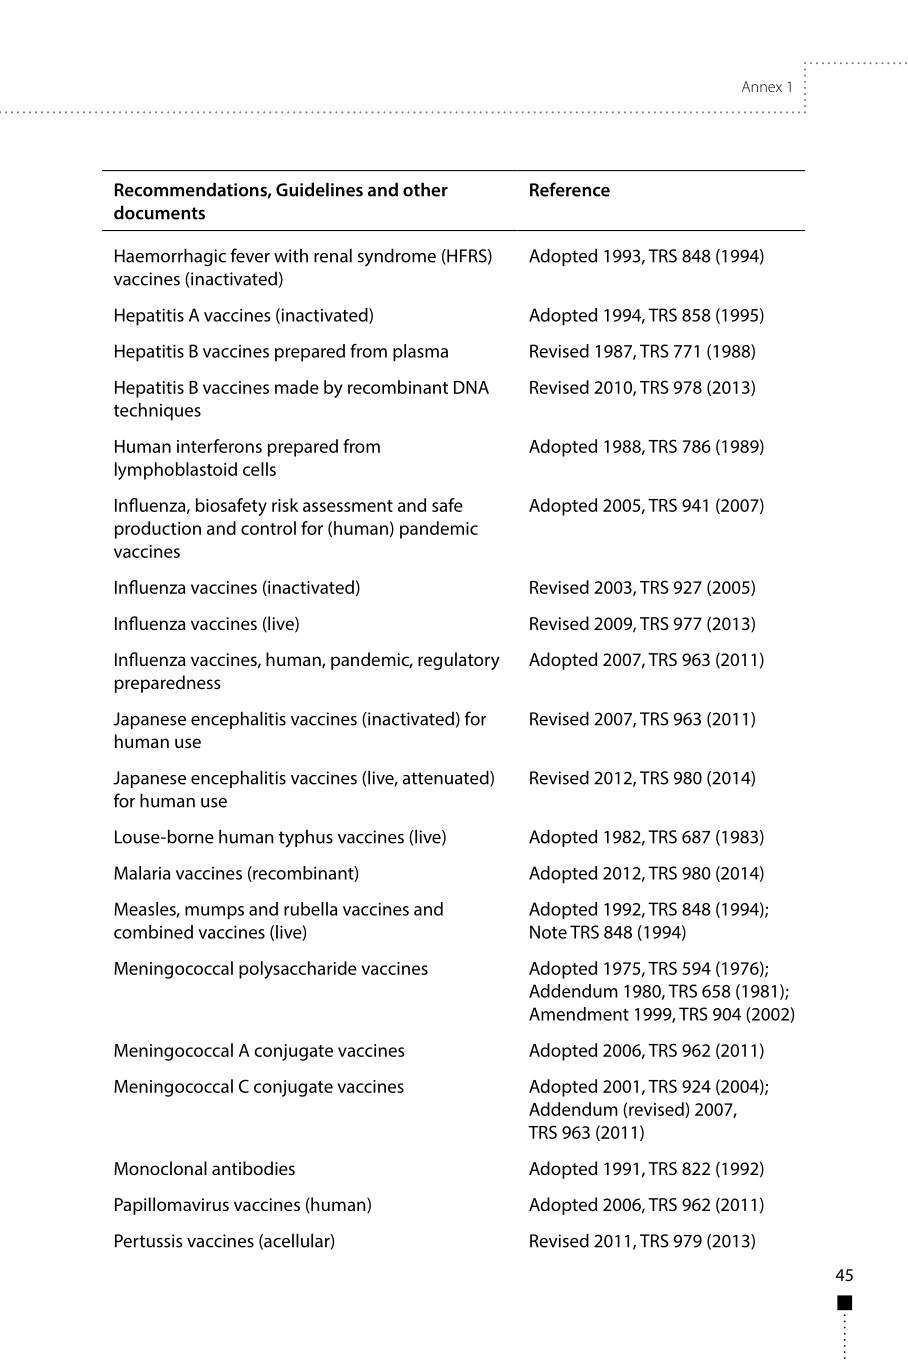 Annex 1
Recommendations, Guidelines and other documents
Reference
Haemorrhagic fever with renal syndrome (HFRS)
vaccines (inactivated)
Adopted 1993, TRS 848 (1994)
Hepatitis A vaccines (inactivated)
Adopted 1994, TRS 858 (1995)
Hepatitis B vaccines prepared from plasma
Revised 1987, TRS 771 (1988)
Hepatitis B vaccines made by recombinant DNA
techniques
Revised 2010, TRS 978 (2013)
Human interferons prepared from
lymphoblastoid cells
Adopted 1988, TRS 786 (1989)
Influenza, biosafety risk assessment and safe
production and control for (human) pandemic
vaccines
Adopted 2005, TRS 941 (2007)
Influenza vaccines (inactivated)
Revised 2003, TRS 927 (2005)
Influenza vaccines (live)
Revised 2009, TRS 977 (2013)
Influenza vaccines, human, pandemic, regulatory
preparedness
Adopted 2007, TRS 963 (2011)
Japanese encephalitis vaccines (inactivated) for
human use
Revised 2007, TRS 963 (2011)
Japanese encephalitis vaccines (live, attenuated)
for human use
Revised 2012, TRS 980 (2014)
Louse-borne human typhus vaccines (live)
Adopted 1982, TRS 687 (1983)
Malaria vaccines (recombinant)
Adopted 2012, TRS 980 (2014)
Measles, mumps and rubella vaccines and
combined vaccines (live)
Adopted 1992, TRS 848 (1994);
Note TRS 848 (1994)
Meningococcal polysaccharide vaccines
Adopted 1975, TRS 594 (1976);
Addendum 1980, TRS 658 (1981);
Amendment 1999, TRS 904 (2002)
Meningococcal A conjugate vaccines
Adopted 2006, TRS 962 (2011)
Meningococcal C conjugate vaccines
Adopted 2001, TRS 924 (2004);
Addendum (revised) 2007,
TRS 963 (2011)
Monoclonal antibodies
Adopted 1991, TRS 822 (1992)
Papillomavirus vaccines (human)
Adopted 2006, TRS 962 (2011)
Pertussis vaccines (acellular)
Revised 2011, TRS 979 (2013)
45